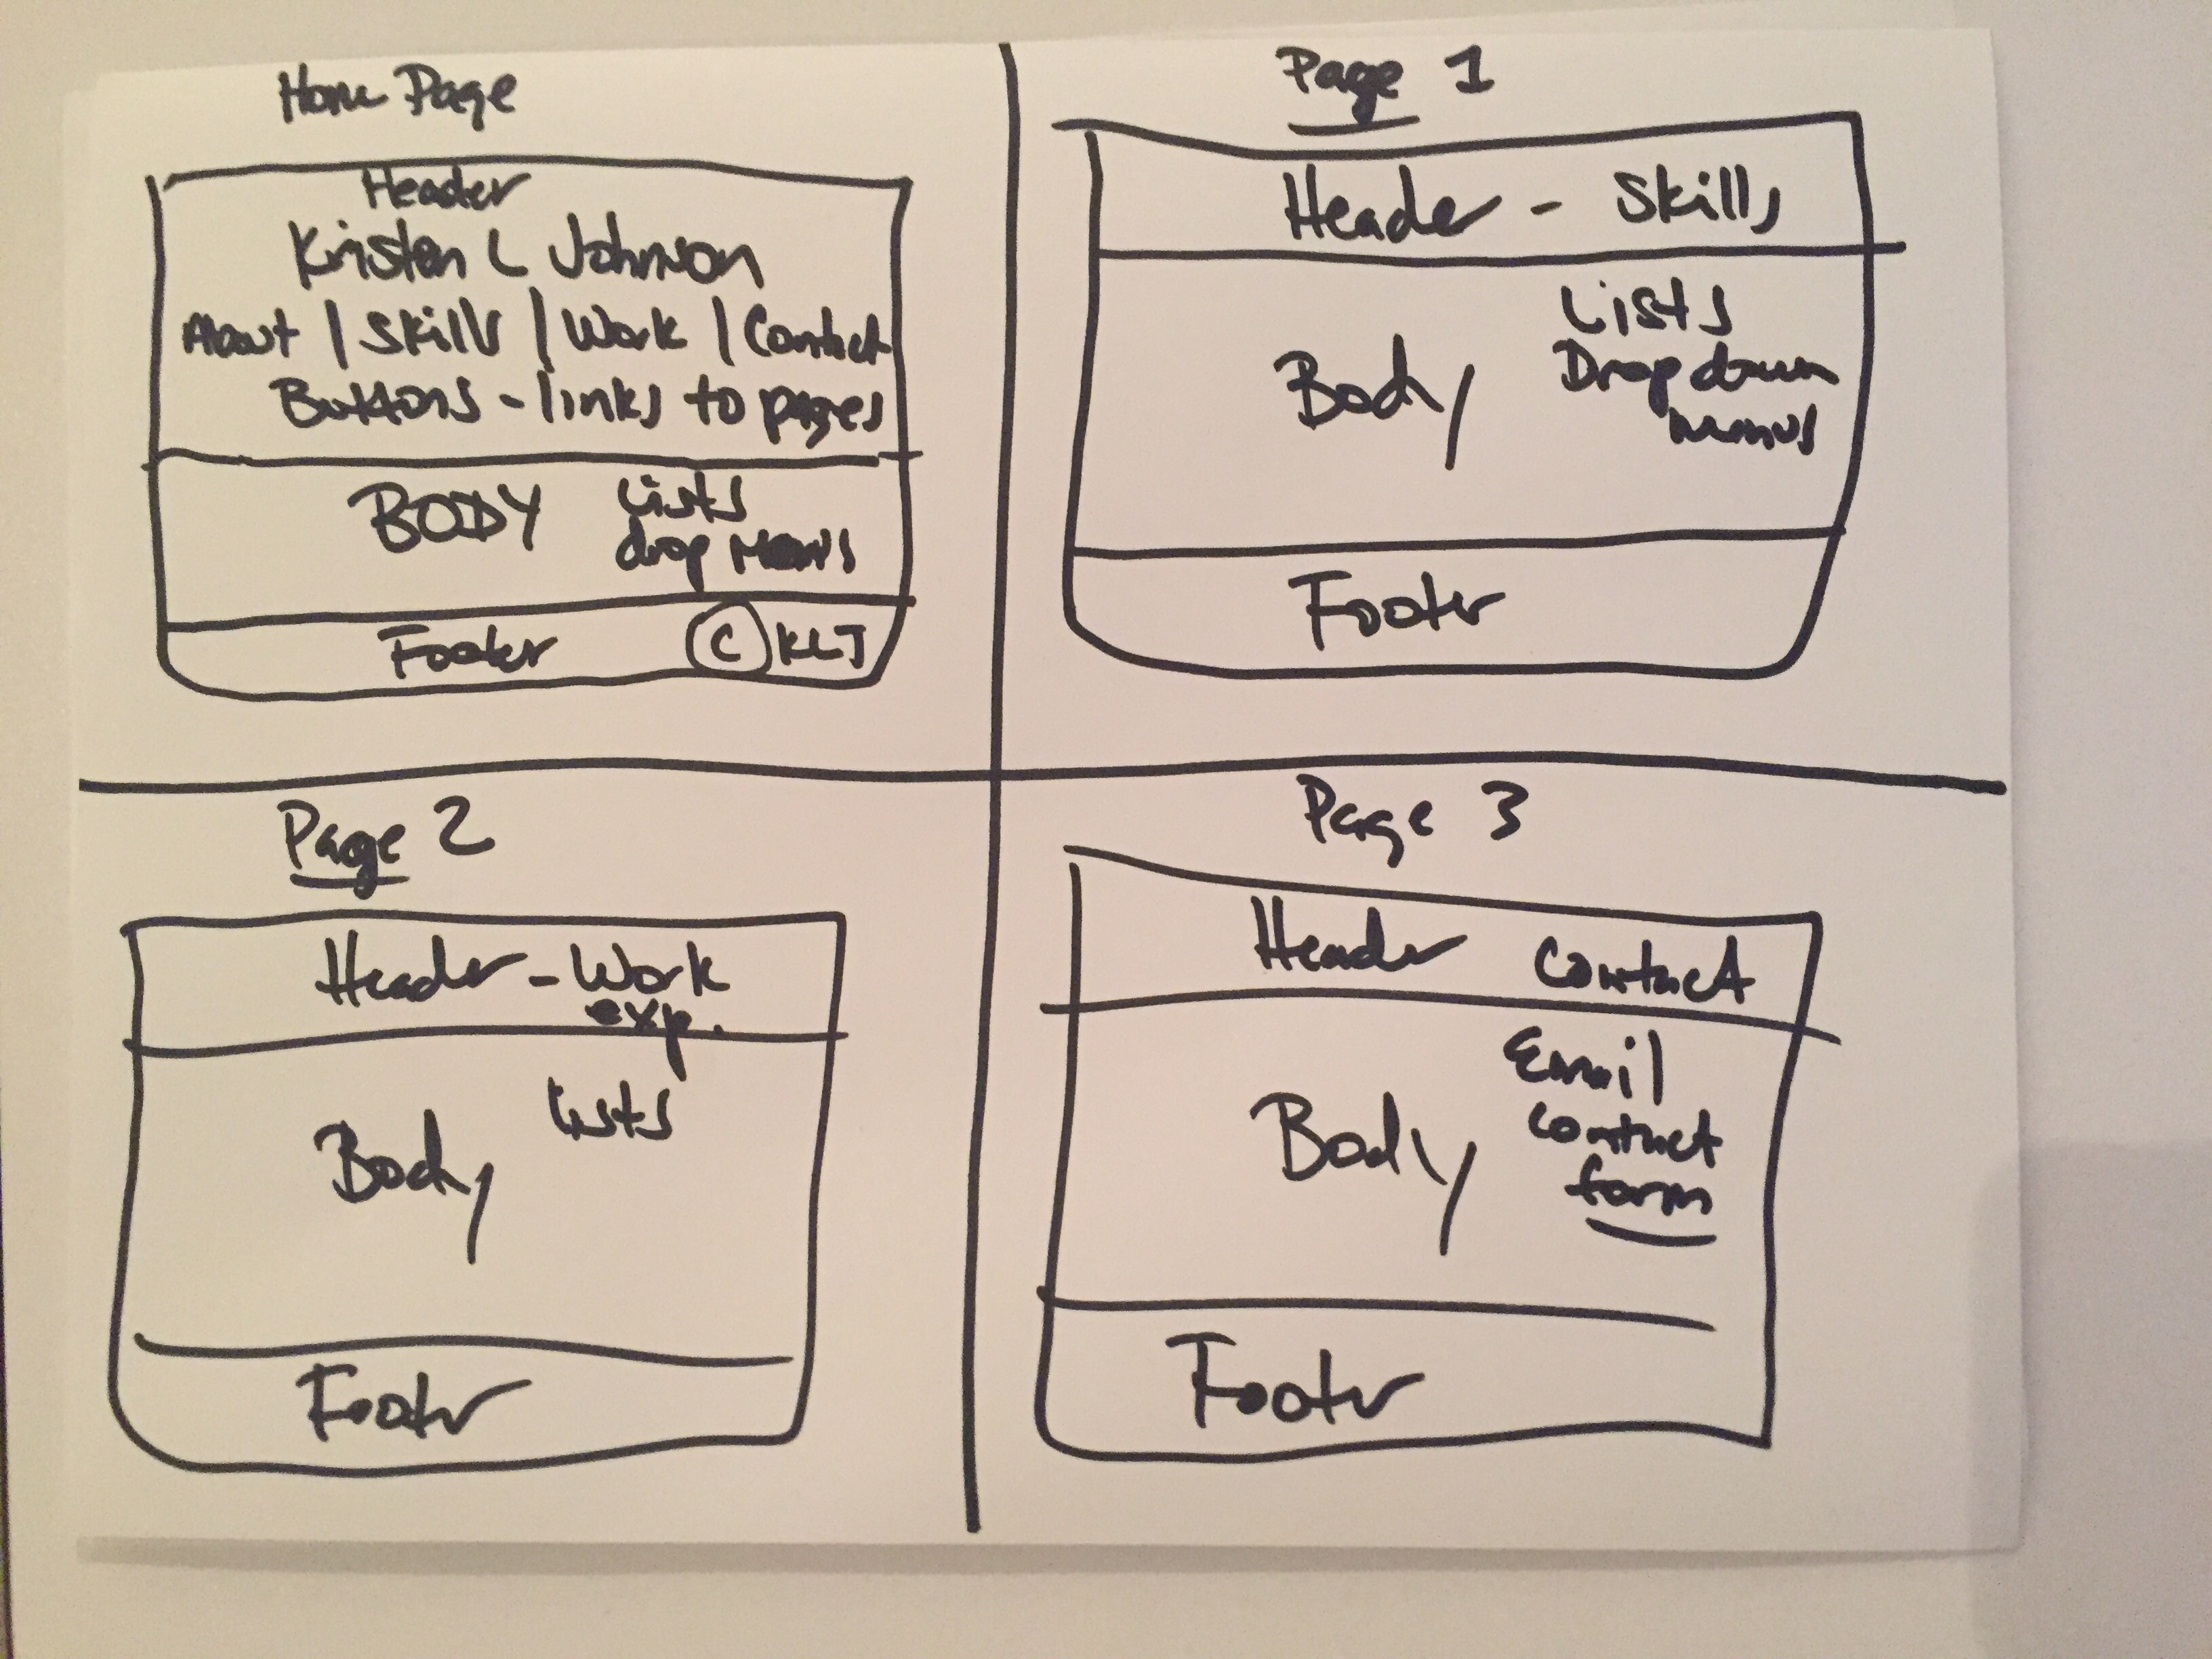 Home Page
Header
Kristen L Johnson
About | Skills | Work | Contact
Buttons - links to pages
BODY
Lists
drop Menus
Footer © KLJ
Page 1
Header - Skills
Body
Lists
Drop down
menus
Footer
Page 2
Header - Work
exp.
Body
Lists
Footer
Page 3
Header Contact
Body
Email
contact
form
Footer